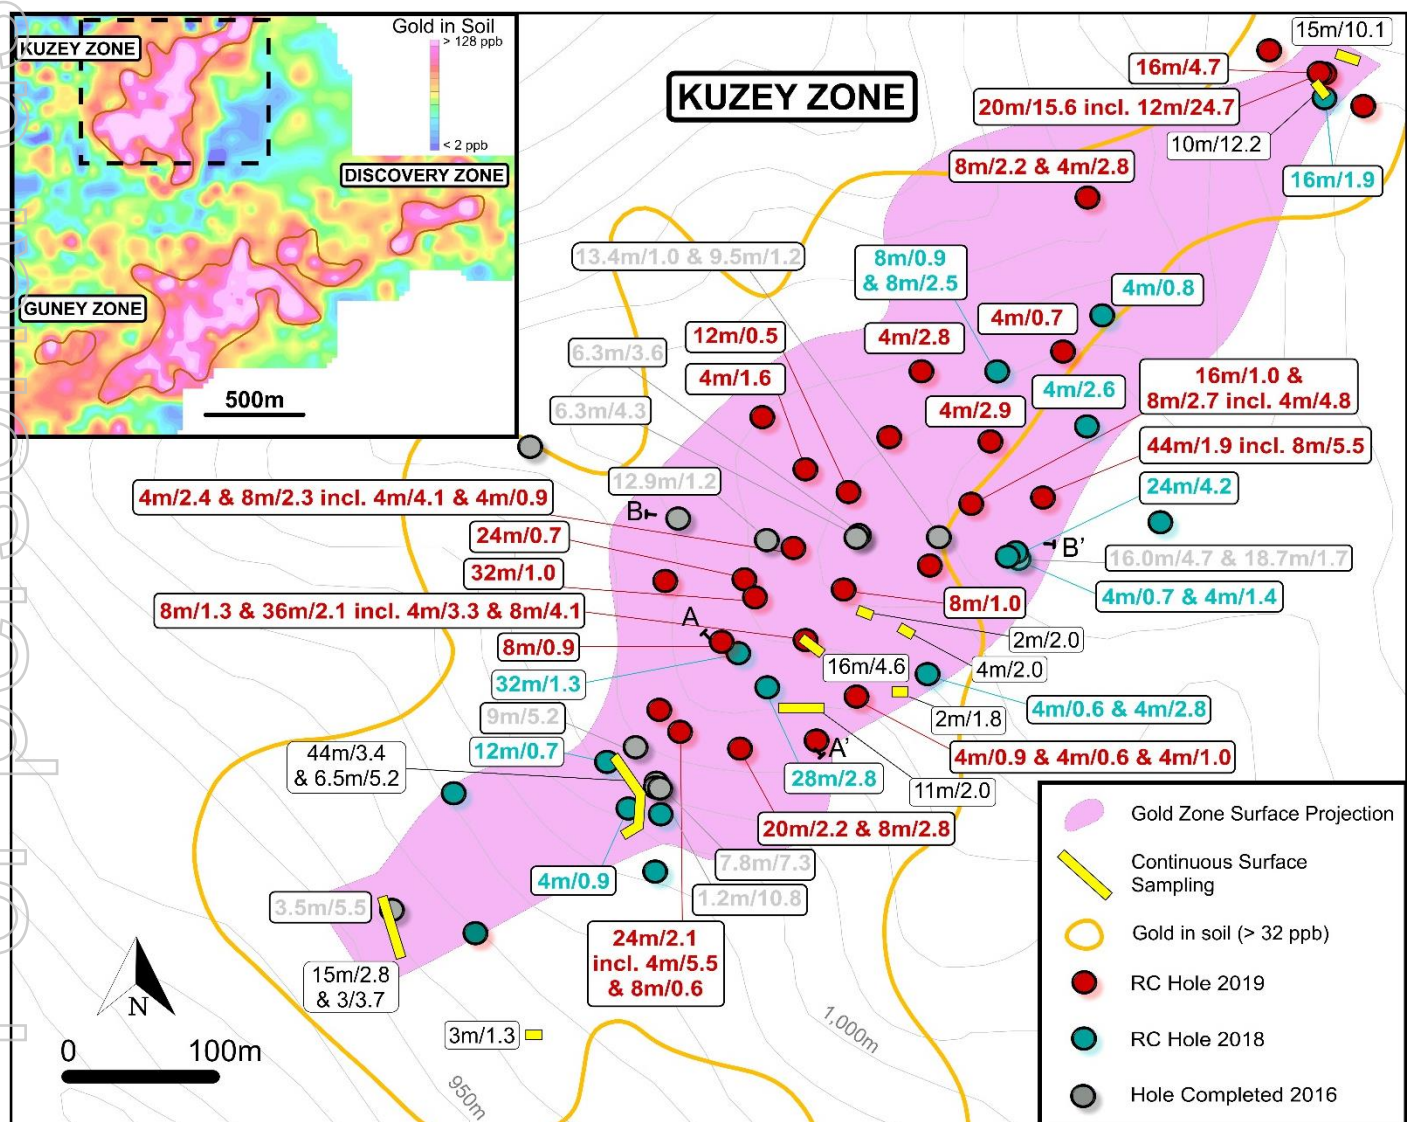 KUZEY ZONE
Gold in Soil
> 128 ppb
< 2 ppb
DISCOVERY ZONE
GUNEY ZONE
500m
KUZEY ZONE
15m/10.1
16m/4.7
20m/15.6 incl. 12m/24.7
10m/12.2
16m/1.9
8m/2.2 & 4m/2.8
13.4m/1.0 & 9.5m/1.2
8m/0.9
& 8m/2.5
4m/0.8
4m/0.7
12m/0.5
4m/2.8
6.3m/3.6
4m/1.6
4m/2.6
16m/1.0 &
8m/2.7 incl. 4m/4.8
6.3m/4.3
4m/2.9
44m/1.9 incl. 8m/5.5
12.9m/1.2
24m/4.2
4m/2.4 & 8m/2.3 incl. 4m/4.1 & 4m/0.9
B
B'
24m/0.7
16.0m/4.7 & 18.7m/1.7
32m/1.0
4m/0.7 & 4m/1.4
8m/1.3 & 36m/2.1 incl. 4m/3.3 & 8m/4.1
8m/1.0
A
2m/2.0
8m/0.9
16m/4.6
4m/2.0
32m/1.3
9m/5.2
2m/1.8
4m/0.6 & 4m/2.8
12m/0.7
A'
44m/3.4
& 6.5m/5.2
4m/0.9 & 4m/0.6 & 4m/1.0
28m/2.8
11m/2.0
20m/2.2 & 8m/2.8
7.8m/7.3
4m/0.9
1.2m/10.8
3.5m/5.5
24m/2.1
incl. 4m/5.5
& 8m/0.6
15m/2.8
& 3/3.7
3m/1.3
N
0 100m
950m
1,000m
Gold Zone Surface Projection
Continuous Surface
Sampling
Gold in soil (> 32 ppb)
RC Hole 2019
RC Hole 2018
Hole Completed 2016